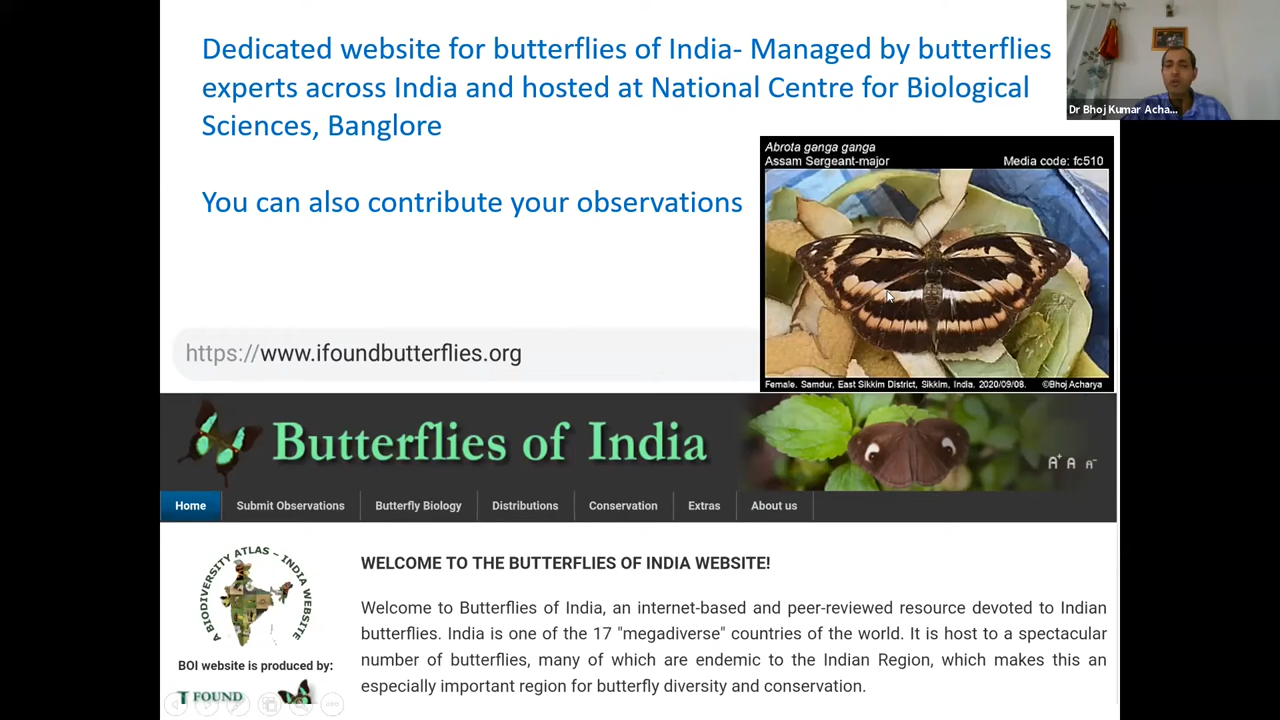 Dedicated website for butterflies of India- Managed by butterflies
experts across India and hosted at National Centre for Biological
Sciences, Banglore
You can also contribute your observations
Dr Bhoj Kumar Acha...
Abrota ganga ganga
Assam Sergeant-major Media code: fc510
Female. Samdur, East Sikkim District, Sikkim, India. 2020/09/08. ©Bhoj Acharya
https://www.ifoundbutterflies.org
Butterflies of India
A+ A A-
Home Submit Observations Butterfly Biology Distributions Conservation Extras About us
A BIODIVERSITY ATLAS – INDIA WEBSITE
BOI website is produced by:
FOUND
WELCOME TO THE BUTTERFLIES OF INDIA WEBSITE!
Welcome to Butterflies of India, an internet-based and peer-reviewed resource devoted to Indian
butterflies. India is one of the 17 "megadiverse" countries of the world. It is host to a spectacular
number of butterflies, many of which are endemic to the Indian Region, which makes this an
especially important region for butterfly diversity and conservation.